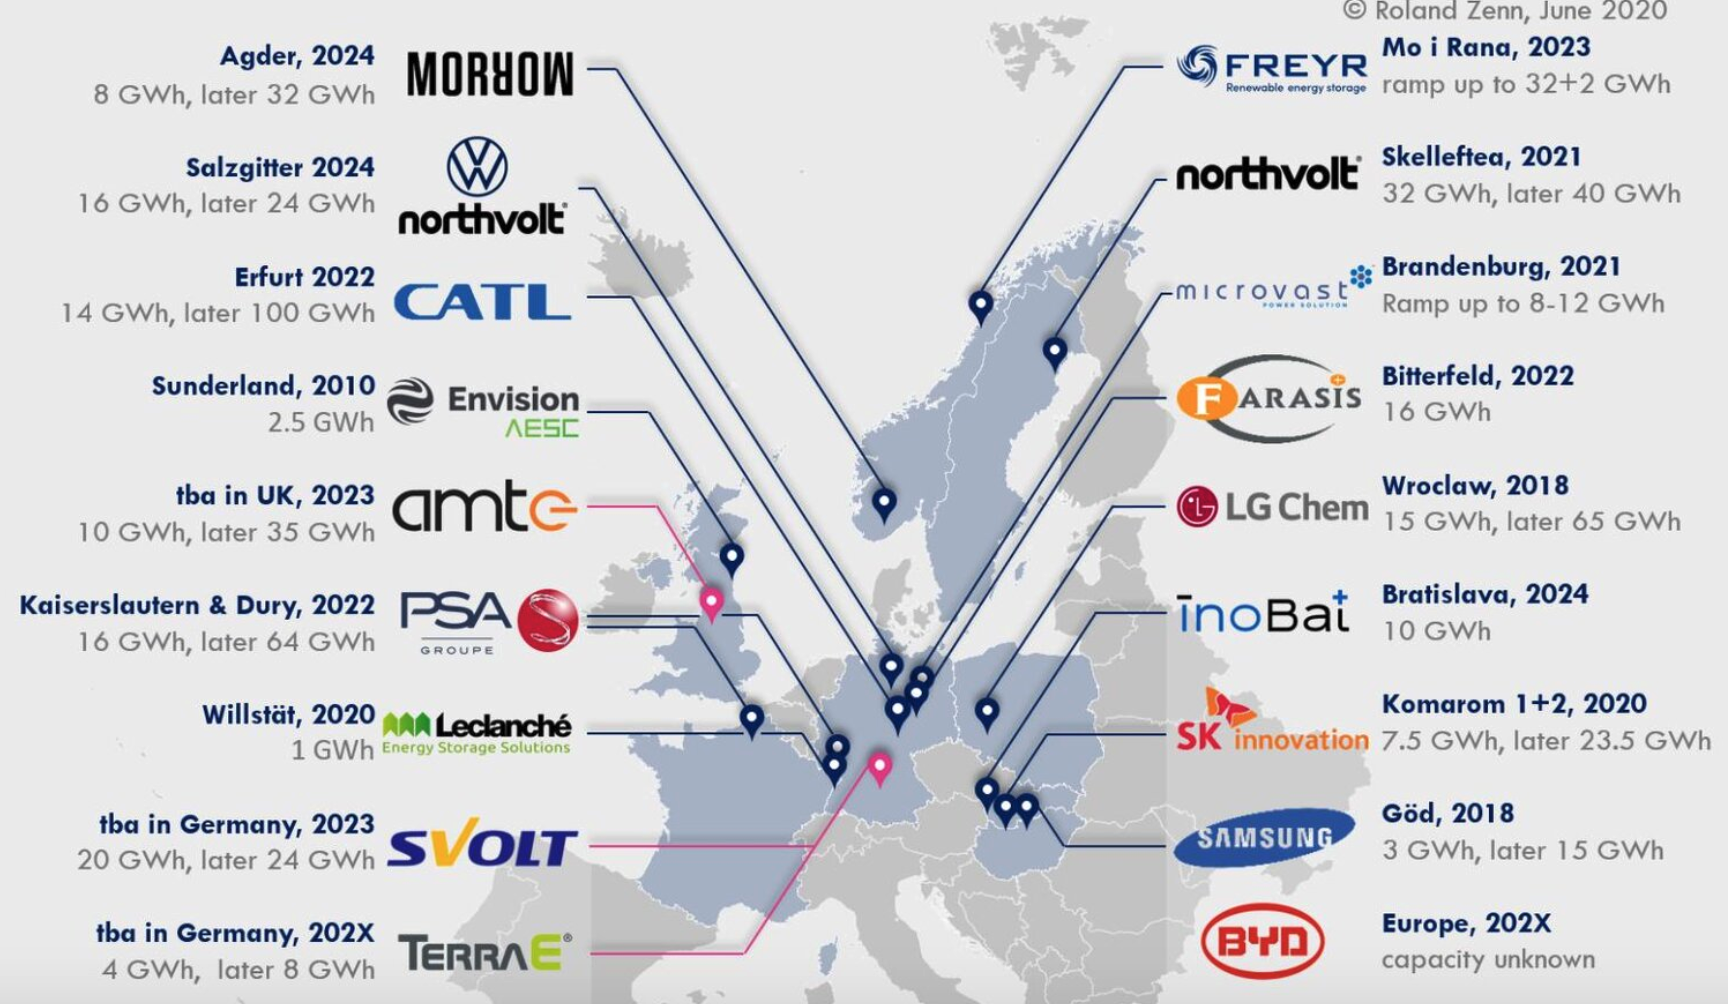 © Roland Zenn, June 2020
Agder, 2024
8 GWh, later 32 GWh
MORROW
Salzgitter 2024
16 GWh, later 24 GWh
VW
northvolt
Erfurt 2022
14 GWh, later 100 GWh
CATL
Sunderland, 2010
2.5 GWh
Envision
AESC
tba in UK, 2023
10 GWh, later 35 GWh
amte
Kaiserslautern & Dury, 2022
16 GWh, later 64 GWh
PSA
GROUPE
Willstät, 2020
1 GWh
Leclanché
Energy Storage Solutions
tba in Germany, 2023
20 GWh, later 24 GWh
SVOLT
tba in Germany, 202X
4 GWh, later 8 GWh
TERRAE®
FREYR
Renewable energy storage
Mo i Rana, 2023
ramp up to 32+2 GWh
northvolt
Skelleftea, 2021
32 GWh, later 40 GWh
microvast
POWER SOLUTION
Brandenburg, 2021
Ramp up to 8-12 GWh
FARASIS
Bitterfeld, 2022
16 GWh
LG Chem
Wroclaw, 2018
15 GWh, later 65 GWh
InoBat
Bratislava, 2024
10 GWh
SK innovation
Komarom 1+2, 2020
7.5 GWh, later 23.5 GWh
SAMSUNG
Göd, 2018
3 GWh, later 15 GWh
BYD
Europe, 202X
capacity unknown